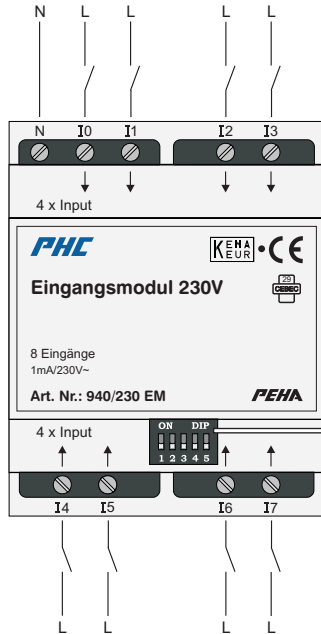 N L L L L
N I0 I1 I2 I3
4 x Input
PHC KEMA KEUR CE
Eingangsmodul 230V 29 CEBEC
8 Eingänge
1mA/230V~
Art. Nr.: 940/230 EM PEHA
4 x Input ON DIP
1 2 3 4 5
I4 I5 I6 I7
L L L L